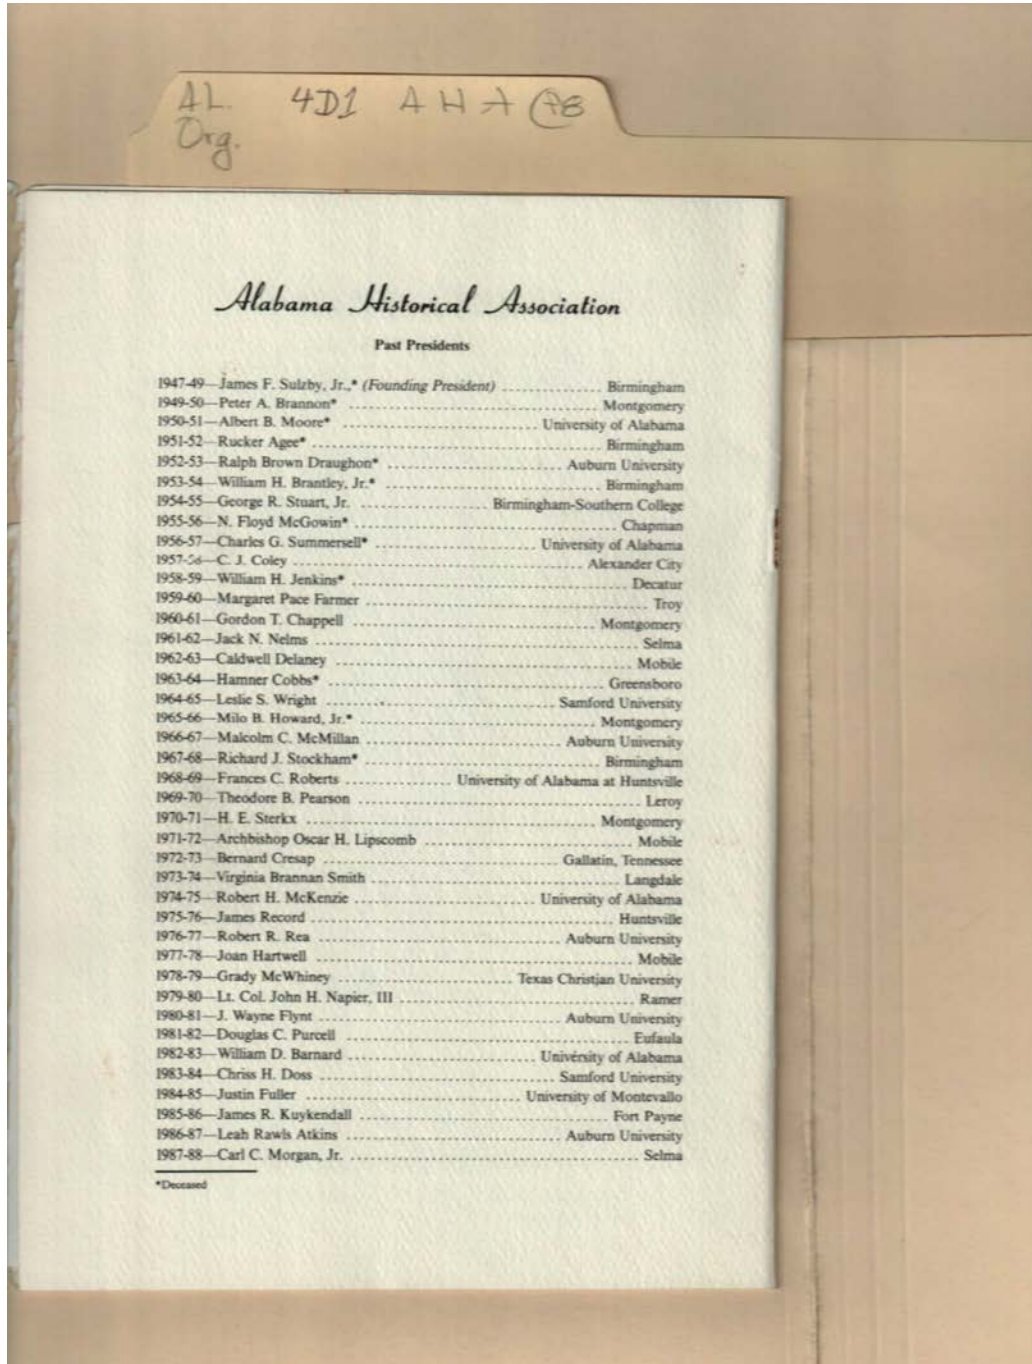 AL. 4D1 A H A
Org.
Alabama Historical Association
Past Presidents
1947-49—James F. Sulzby, Jr.,* (Founding President) .............. Birmingham
1949-50—Peter A. Brannon* .............. Montgomery
1950-51—Albert B. Moore* .............. University of Alabama
1951-52—Rucker Agee* .............. Birmingham
1952-53—Ralph Brown Draughon* .............. Auburn University
1953-54—William H. Brantley, Jr.* .............. Birmingham
1954-55—George R. Stuart, Jr. .............. Birmingham-Southern College
1955-56—N. Floyd McGowin* .............. Chapman
1956-57—Charles G. Summersell* .............. University of Alabama
1957-58—C. J. Coley .............. Alexander City
1958-59—William H. Jenkins* .............. Decatur
1959-60—Margaret Pace Farmer .............. Troy
1960-61—Gordon T. Chappell .............. Montgomery
1961-62—Jack N. Nelms .............. Selma
1962-63—Caldwell Delaney .............. Mobile
1963-64—Hamner Cobbs* .............. Greensboro
1964-65—Leslie S. Wright .............. Samford University
1965-66—Milo B. Howard, Jr.* .............. Montgomery
1966-67—Malcolm C. McMillan .............. Auburn University
1967-68—Richard J. Stockham* .............. Birmingham
1968-69—Frances C. Roberts .............. University of Alabama at Huntsville
1969-70—Theodore B. Pearson .............. Leroy
1970-71—H. E. Sterkx .............. Montgomery
1971-72—Archbishop Oscar H. Lipscomb .............. Mobile
1972-73—Bernard Cresap .............. Gallatin, Tennessee
1973-74—Virginia Brannan Smith .............. Langdale
1974-75—Robert H. McKenzie .............. University of Alabama
1975-76—James Record .............. Huntsville
1976-77—Robert R. Rea .............. Auburn University
1977-78—Joan Hartwell .............. Mobile
1978-79—Grady McWhiney .............. Texas Christian University
1979-80—Lt. Col. John H. Napier, III .............. Ramer
1980-81—J. Wayne Flynt .............. Auburn University
1981-82—Douglas C. Purcell .............. Eufaula
1982-83—William D. Barnard .............. University of Alabama
1983-84—Chriss H. Doss .............. Samford University
1984-85—Justin Fuller .............. University of Montevallo
1985-86—James R. Kuykendall .............. Fort Payne
1986-87—Leah Rawls Atkins .............. Auburn University
1987-88—Carl C. Morgan, Jr. .............. Selma
*Deceased